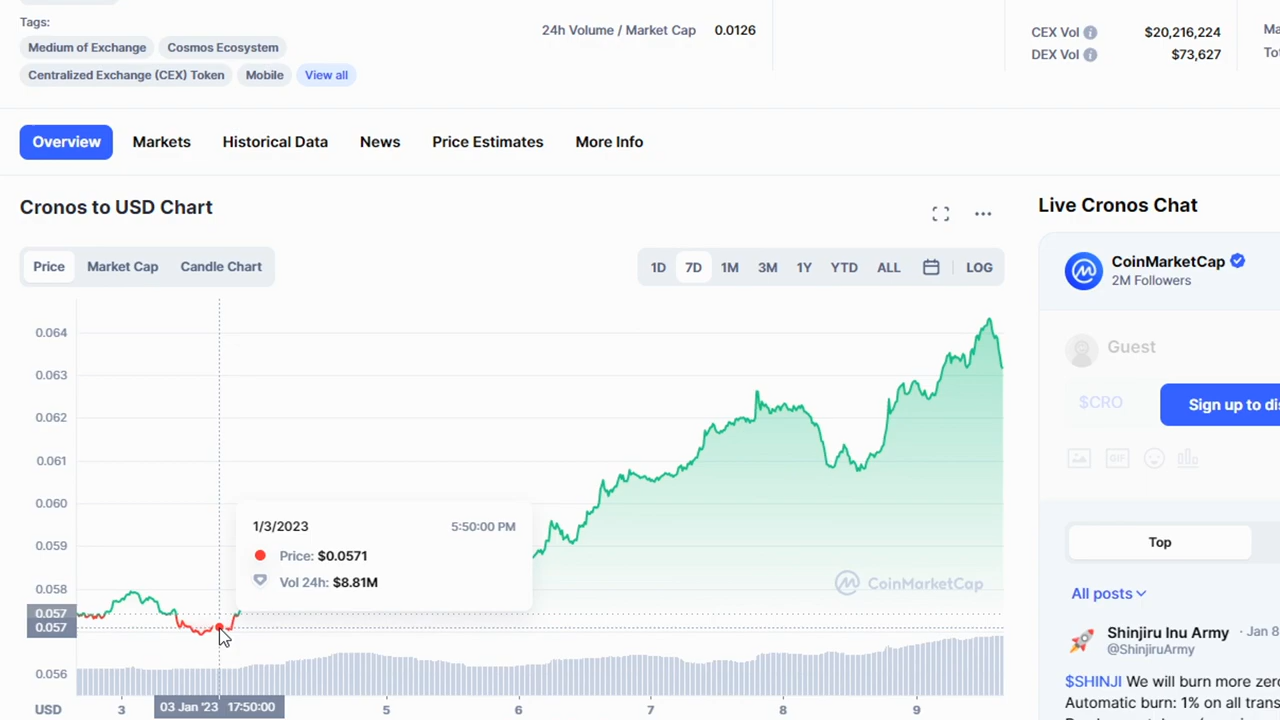 Tags:
Medium of Exchange Cosmos Ecosystem
Centralized Exchange (CEX) Token Mobile View all
24h Volume / Market Cap 0.0126
CEX Vol $20,216,224
DEX Vol $73,627
Overview Markets Historical Data News Price Estimates More Info
Cronos to USD Chart
Price Market Cap Candle Chart
1D 7D 1M 3M 1Y YTD ALL LOG
0.064
0.063
0.062
0.061
0.060
0.059
0.058
0.057
0.057
0.056
1/3/2023 5:50:00 PM
Price: $0.0571
Vol 24h: $8.81M
CoinMarketCap
USD 3 03 Jan '23 17:50:00 5 6 7 8 9
Live Cronos Chat
CoinMarketCap
2M Followers
Guest
$CRO
Sign up to
GIF
Top
All posts
Shinjiru Inu Army · Jan 8
@ShinjiruArmy
$SHINJI We will burn more
Automatic burn: 1% on all